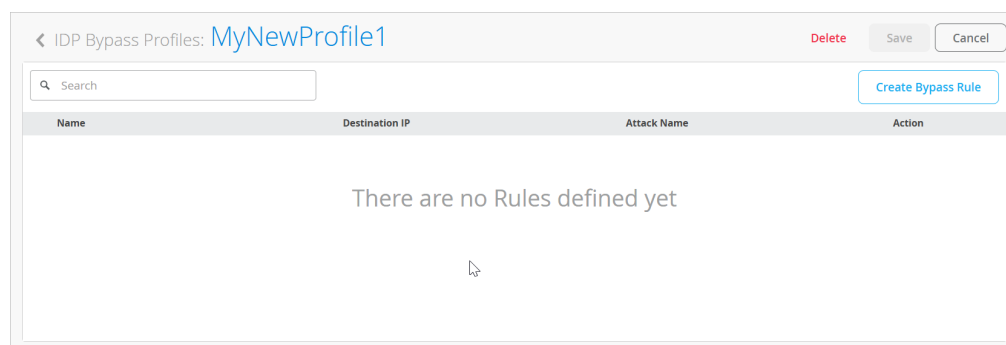 IDP Bypass Profiles: MyNewProfile1
Delete
Save
Cancel
Search
Create Bypass Rule
Name
Destination IP
Attack Name
Action
There are no Rules defined yet